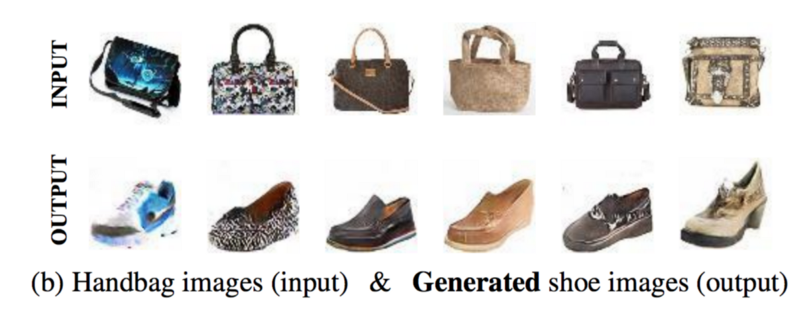 INPUT
OUTPUT
(b) Handbag images (input) & Generated shoe images (output)